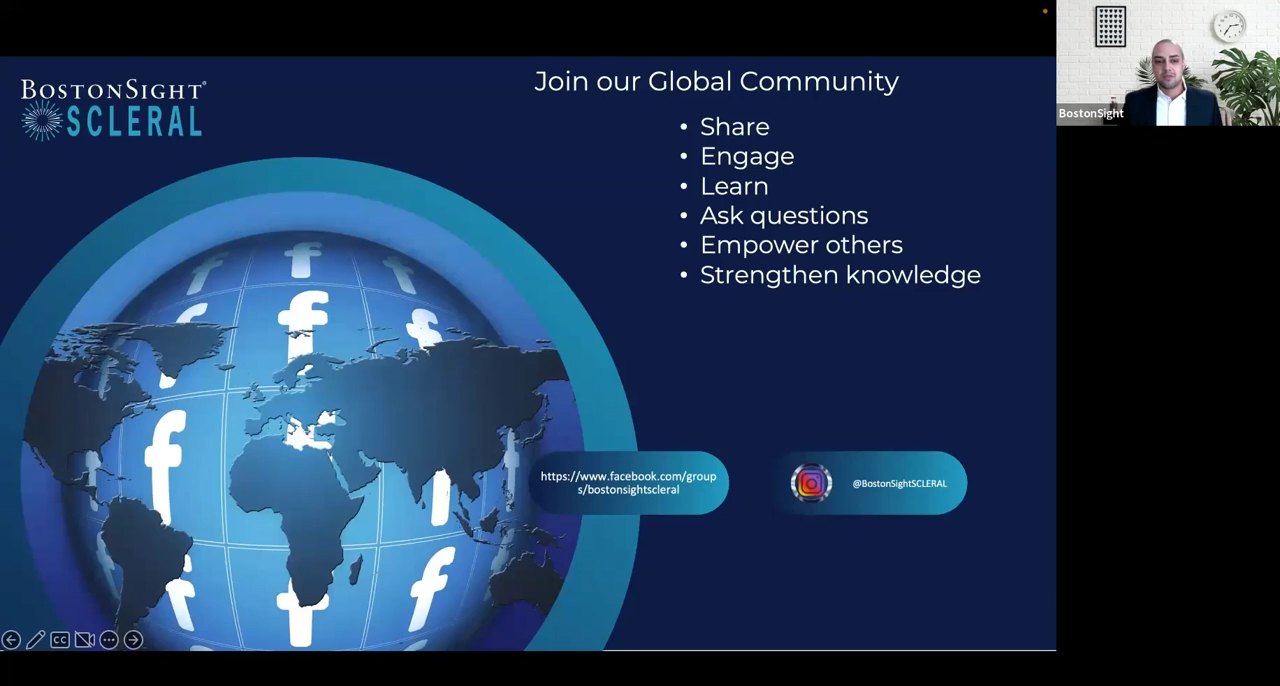 BOSTONSIGHT®
SCLERAL
Join our Global Community
• Share
• Engage
• Learn
• Ask questions
• Empower others
• Strengthen knowledge
https://www.facebook.com/group
s/bostonsightscleral
@BostonSightSCLERAL
BostonSight
f
f
f
f
f
f
f
f
f
f
CC